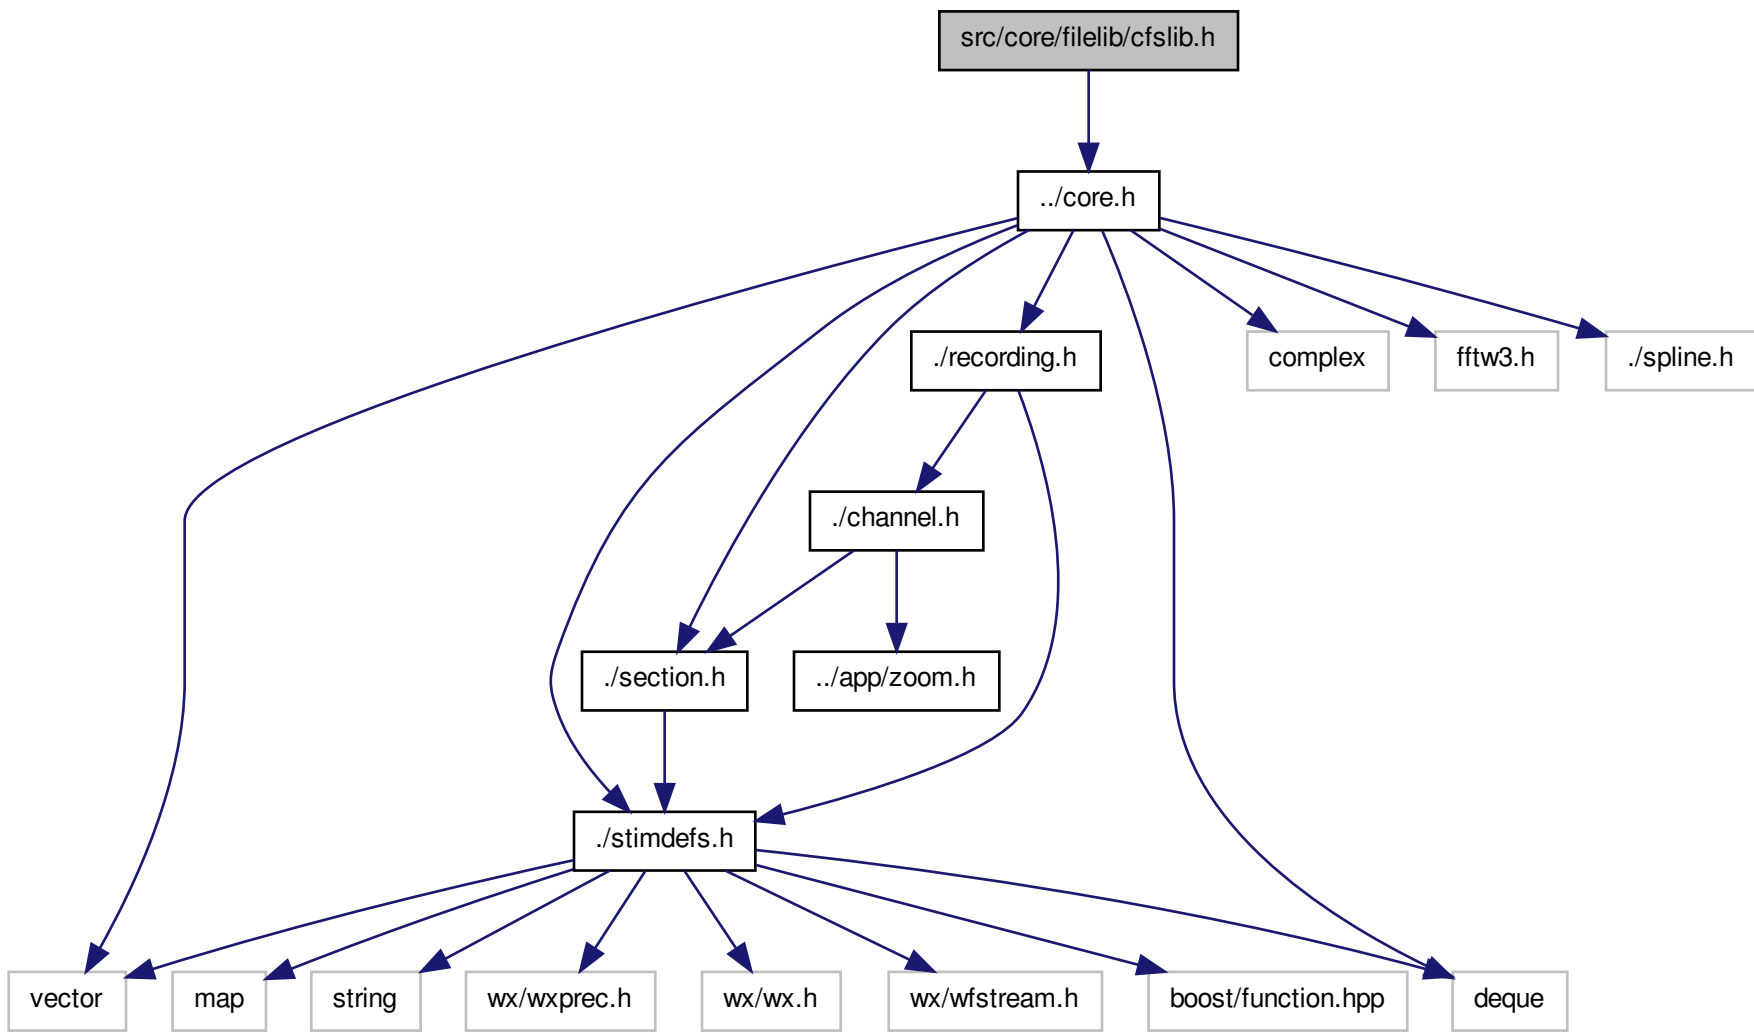 src/core/filelib/cfslib.h
../core.h
./recording.h
complex
fftw3.h
./spline.h
./channel.h
./section.h
../app/zoom.h
./stimdefs.h
vector
map
string
wx/wxprec.h
wx/wx.h
wx/wfstream.h
boost/function.hpp
deque